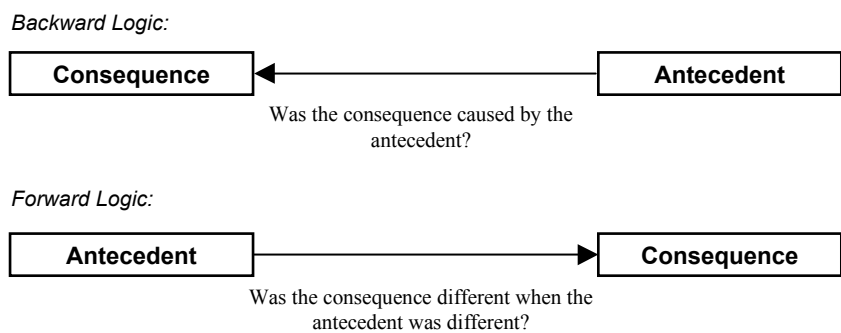 Backward Logic:
Consequence
Antecedent
Was the consequence caused by the
antecedent?
Forward Logic:
Antecedent
Consequence
Was the consequence different when the
antecedent was different?